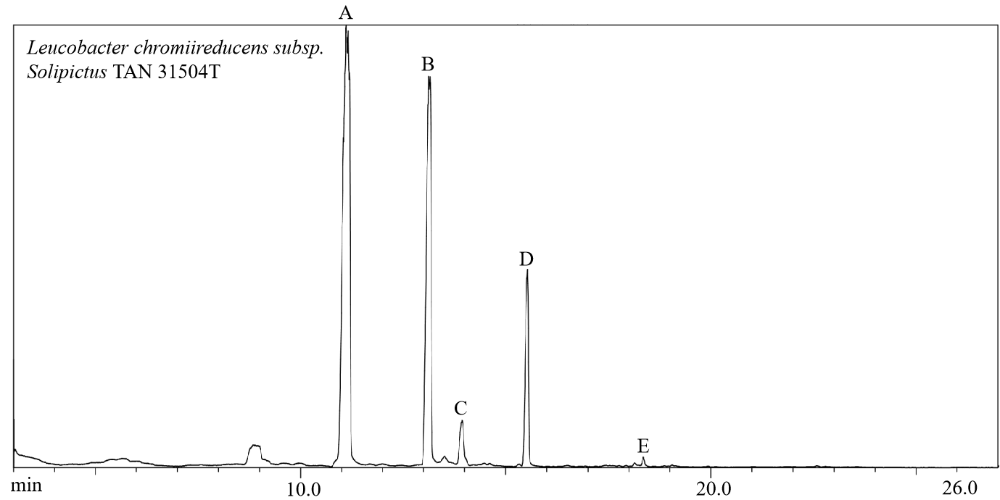 A
Leucobacter chromiireducens subsp.
Solipictus TAN 31504T
B
D
C
E
min
10.0
20.0
26.0